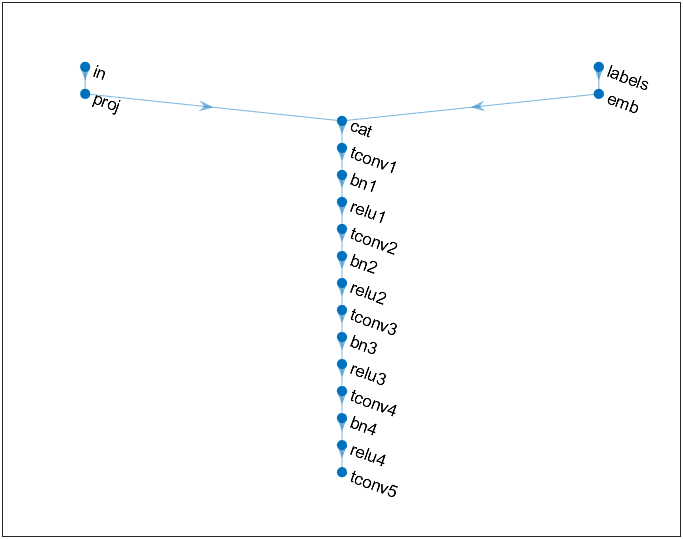 in
labels
proj
emb
cat
tconv1
bn1
relu1
tconv2
bn2
relu2
tconv3
bn3
relu3
tconv4
bn4
relu4
tconv5